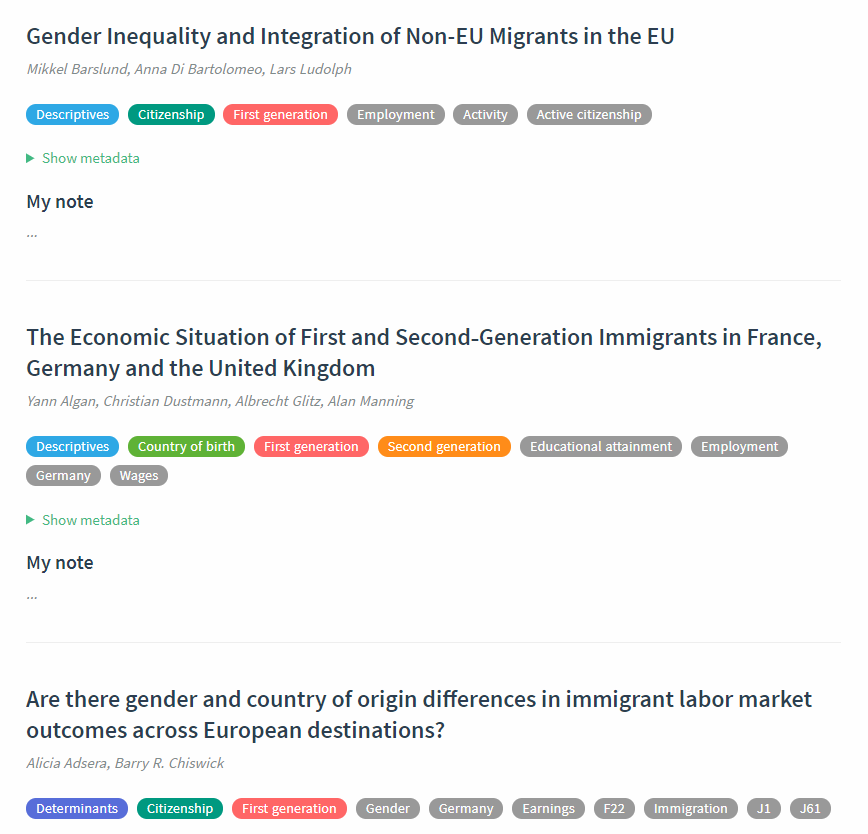 Gender Inequality and Integration of Non-EU Migrants in the EU
Mikkel Barslund, Anna Di Bartolomeo, Lars Ludolph
Descriptives Citizenship First generation Employment Activity Active citizenship
Show metadata
My note
...
The Economic Situation of First and Second-Generation Immigrants in France,
Germany and the United Kingdom
Yann Algan, Christian Dustmann, Albrecht Glitz, Alan Manning
Descriptives Country of birth First generation Second generation Educational attainment Employment
Germany Wages
Show metadata
My note
...
Are there gender and country of origin differences in immigrant labor market
outcomes across European destinations?
Alicia Adsera, Barry R. Chiswick
Determinants Citizenship First generation Gender Germany Earnings F22 Immigration J1 J61